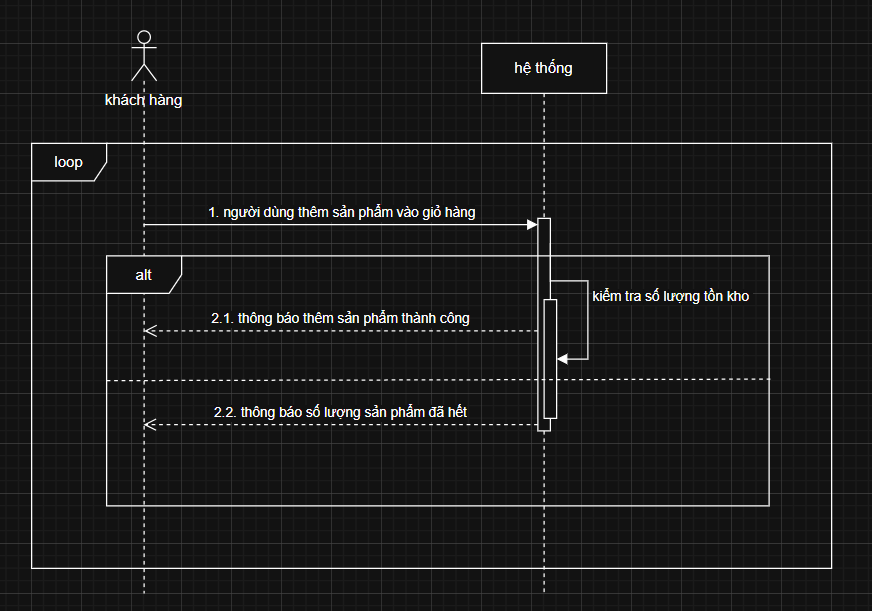 khách hàng
hệ thống
loop
1. người dùng thêm sản phẩm vào giỏ hàng
alt
kiểm tra số lượng tồn kho
2.1. thông báo thêm sản phẩm thành công
2.2. thông báo số lượng sản phẩm đã hết